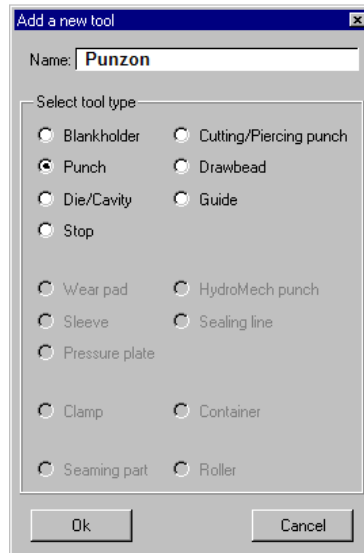 Add a new tool
Name: Punzon
Select tool type
Blankholder Cutting/Piercing punch
Punch Drawbead
Die/Cavity Guide
Stop
Wear pad HydroMech punch
Sleeve Sealing line
Pressure plate
Clamp Container
Seaming part Roller
Ok Cancel